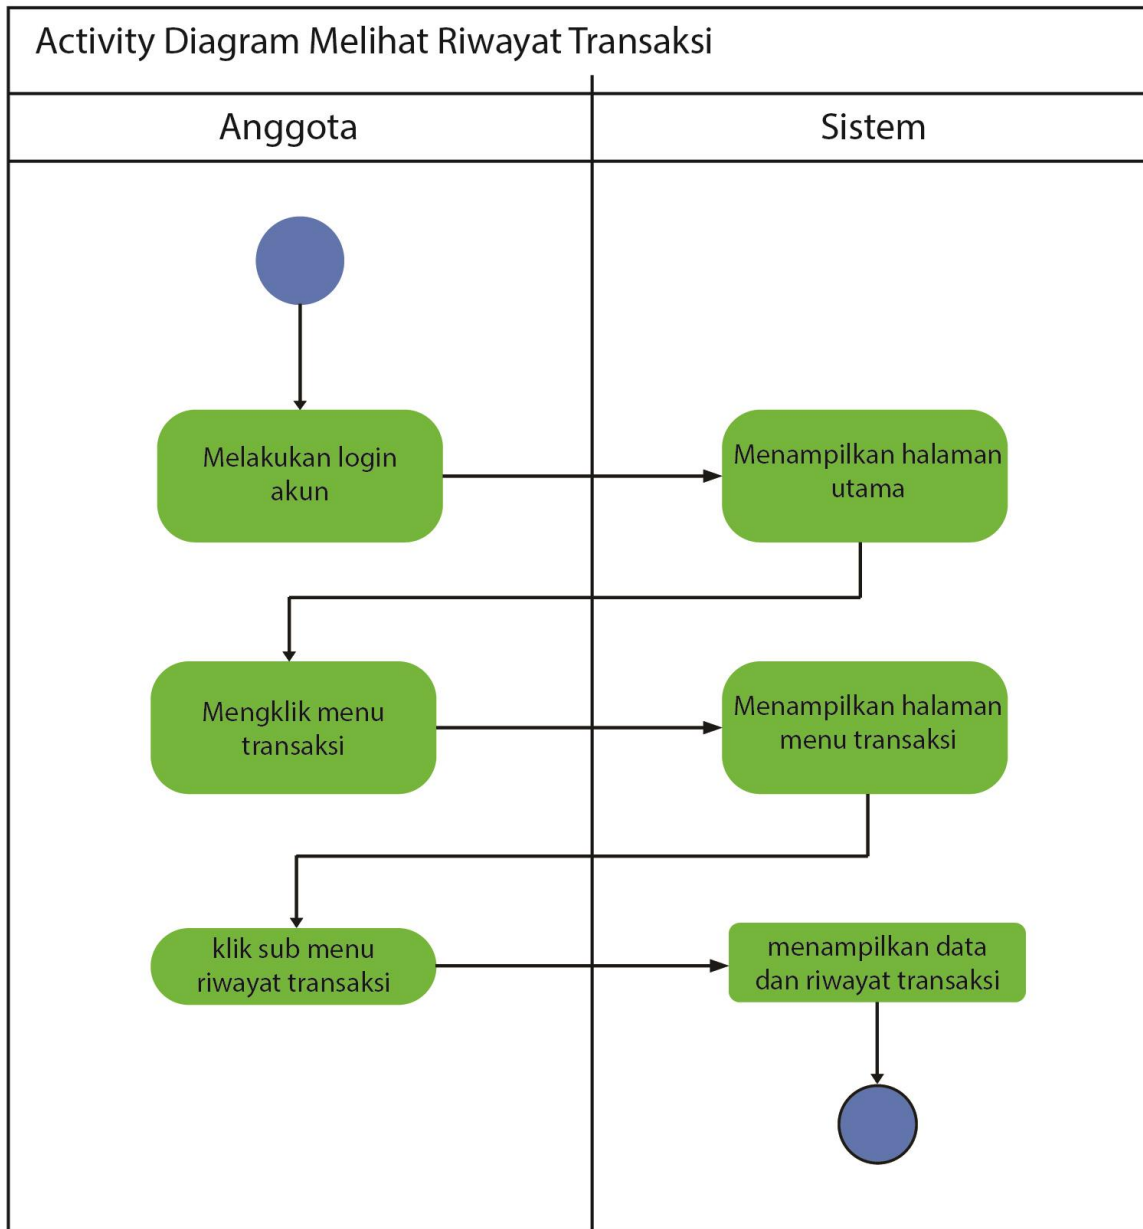 Activity Diagram Melihat Riwayat Transaksi
Anggota
Sistem
Melakukan login
akun
Menampilkan halaman
utama
Mengklik menu
transaksi
Menampilkan halaman
menu transaksi
klik sub menu
riwayat transaksi
menampilkan data
dan riwayat transaksi